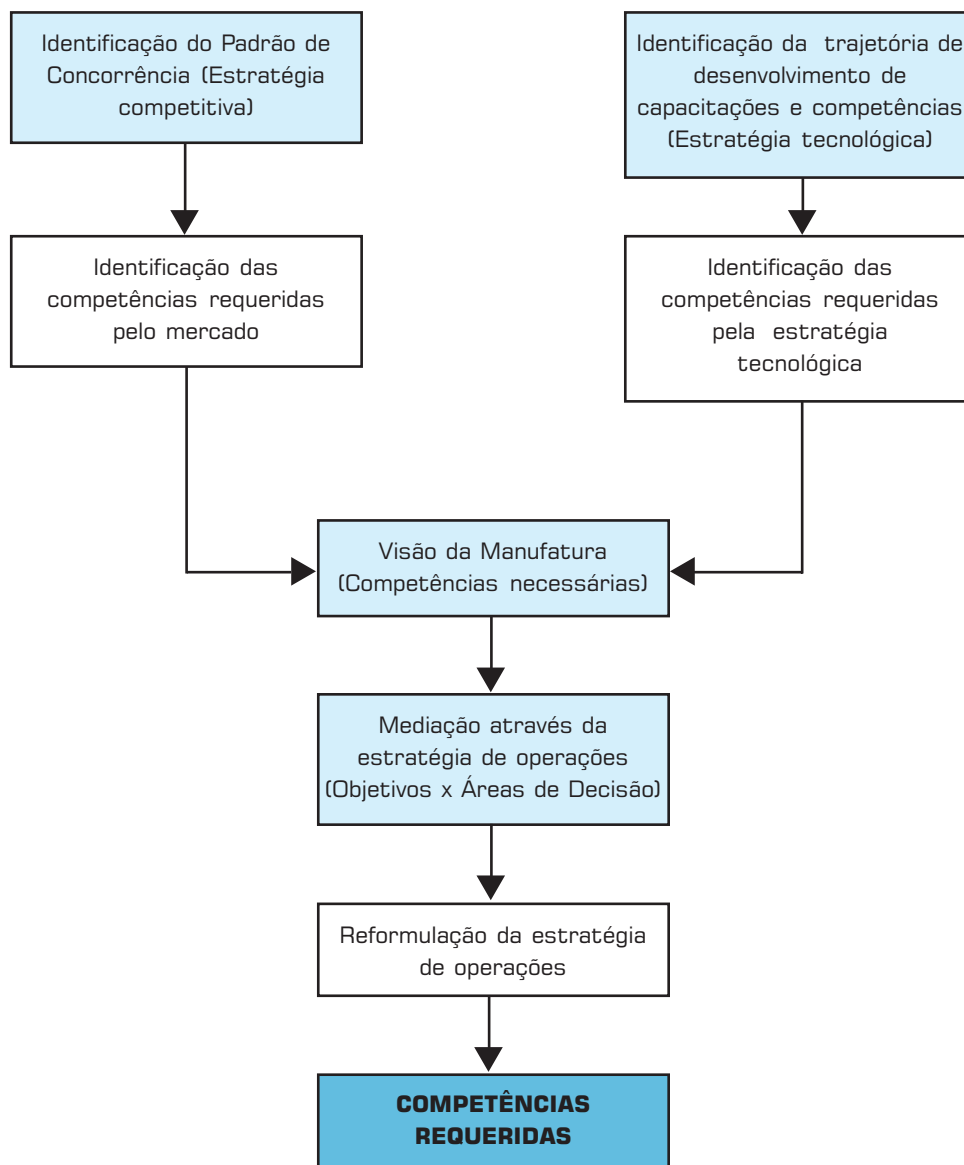 Identificação do Padrão de
Concorrência (Estratégia
competitiva)
Identificação da trajetória de
desenvolvimento de
capacitações e competências
(Estratégia tecnológica)
Identificação das
competências requeridas
pelo mercado
Identificação das
competências requeridas
pela estratégia
tecnológica
Visão da Manufatura
(Competências necessárias)
Mediação através da
estratégia de operações
(Objetivos x Áreas de Decisão)
Reformulação da estratégia
de operações
COMPETÊNCIAS
REQUERIDAS